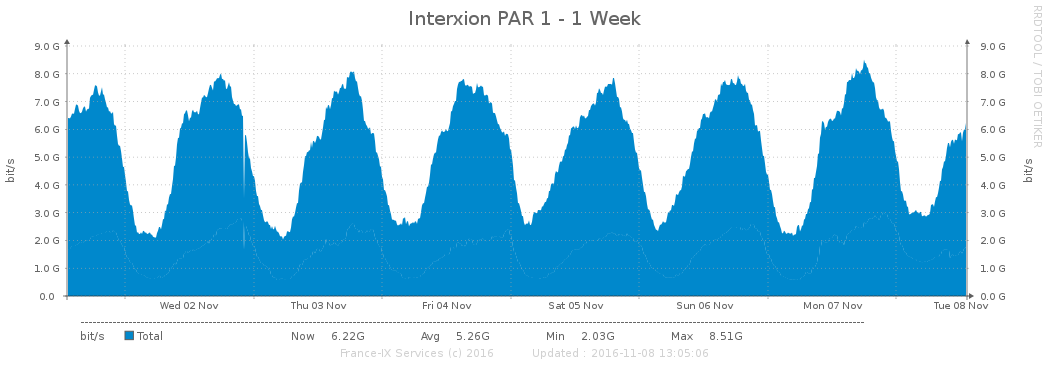 Interxion PAR 1 - 1 Week
RRDTOOL / TOBI OETIKER
bit/s
bit/s
9.0 G 9.0 G
8.0 G 8.0 G
7.0 G 7.0 G
6.0 G 6.0 G
5.0 G 5.0 G
4.0 G 4.0 G
3.0 G 3.0 G
2.0 G 2.0 G
1.0 G 1.0 G
0.0 0.0 G
Wed 02 Nov Thu 03 Nov Fri 04 Nov Sat 05 Nov Sun 06 Nov Mon 07 Nov Tue 08 Nov
bit/s Total Now 6.22G Avg 5.26G Min 2.03G Max 8.51G
France-IX Services (c) 2016 Updated : 2016-11-08 13:05:06